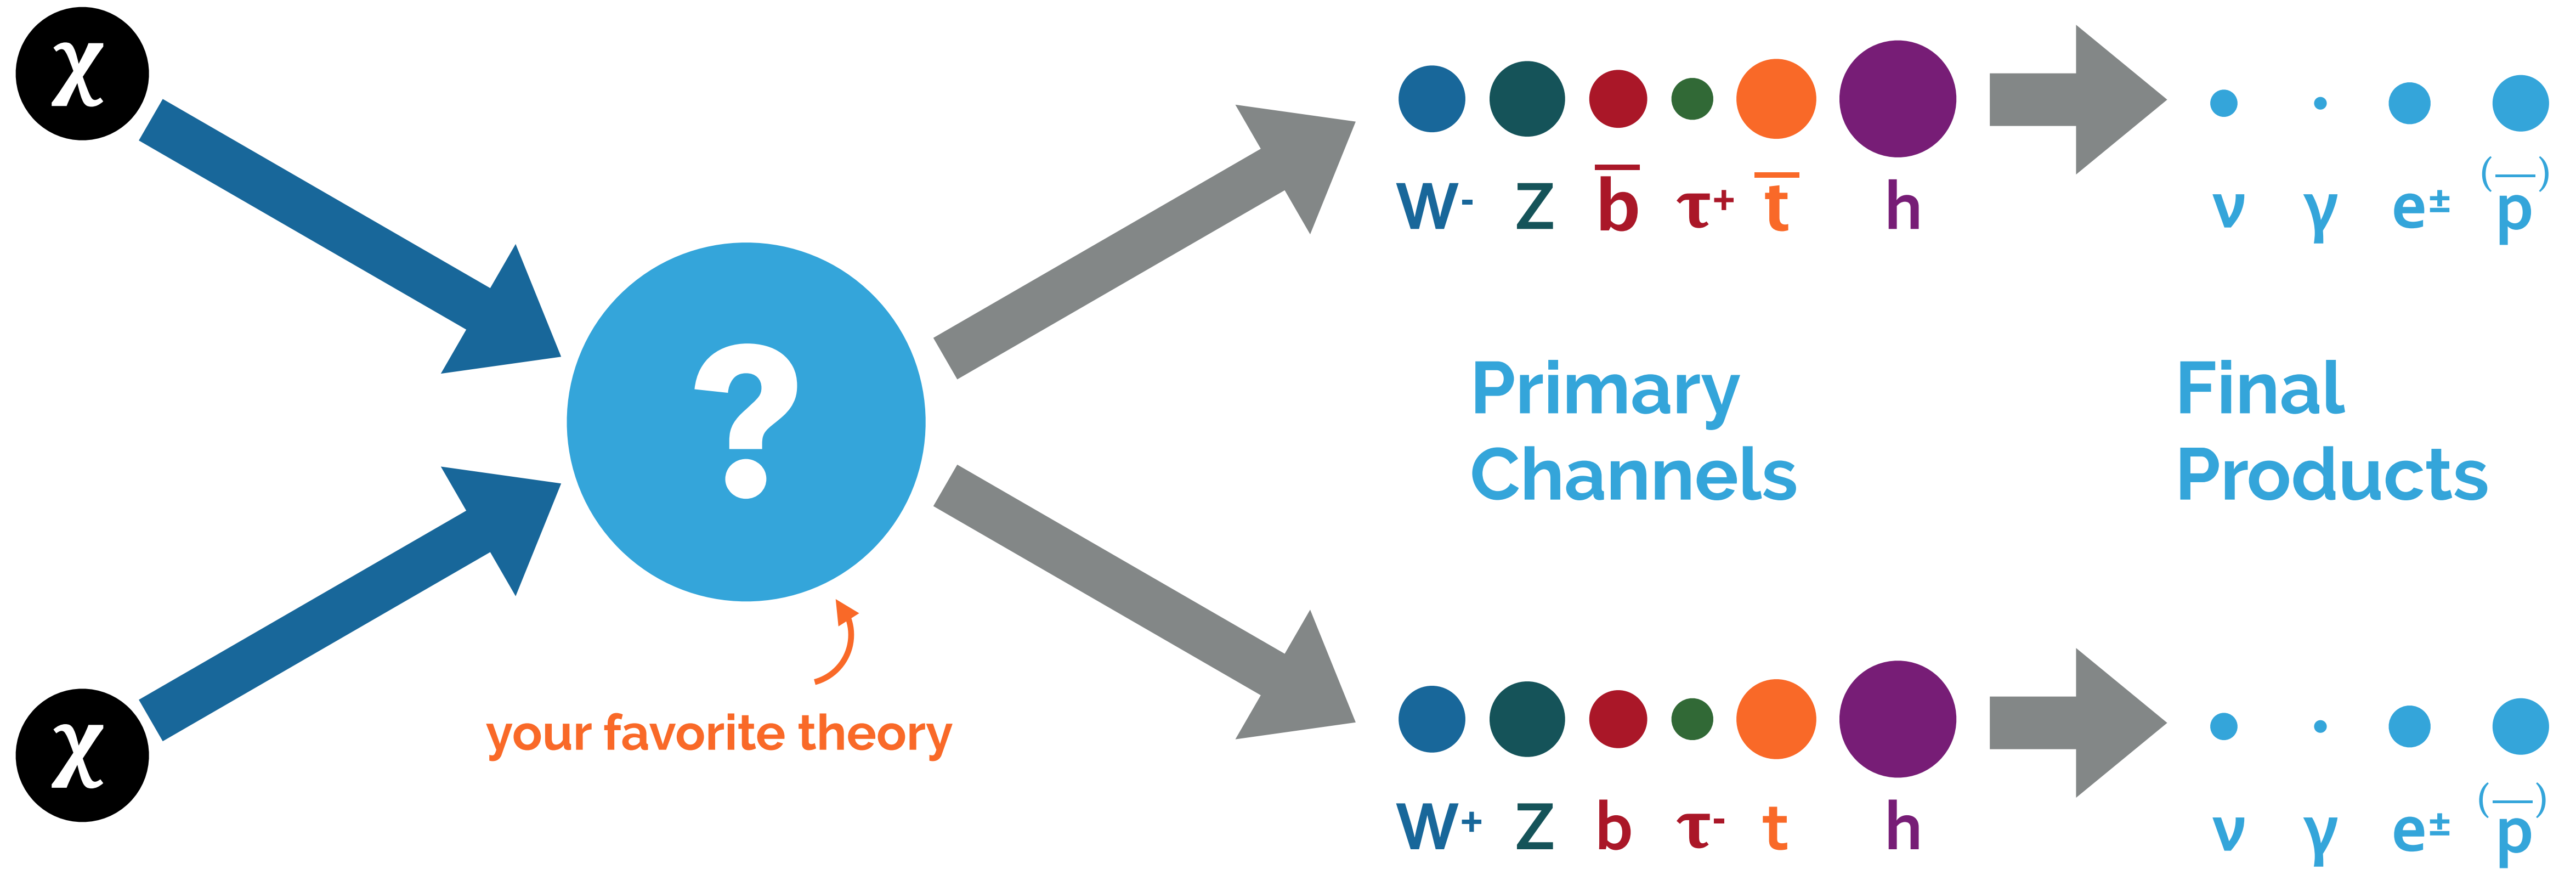 χ
W⁻ Z b̅ τ⁺ t̅ h
ν γ e± (p̅)
?
Primary
Channels
Final
Products
your favorite theory
χ
W⁺ Z b τ⁻ t h
ν γ e± (p̅)